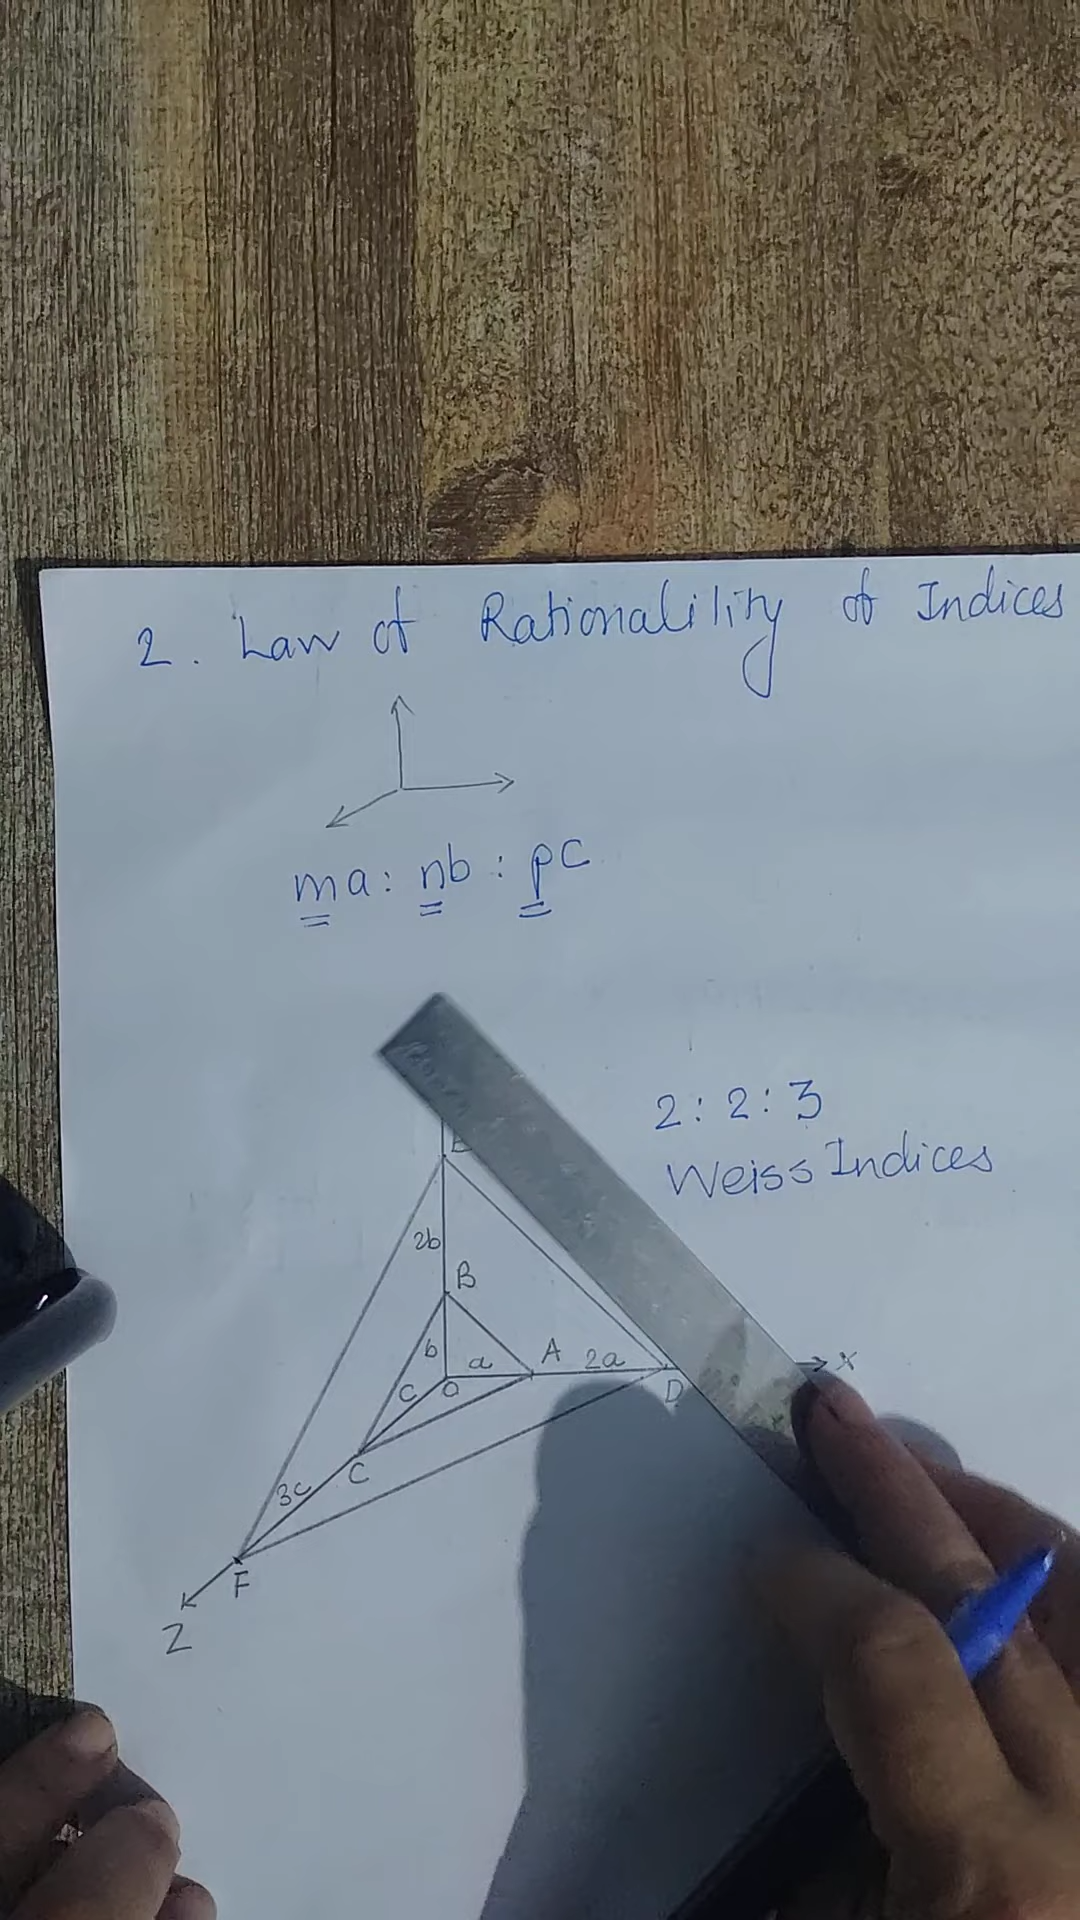 2. Law of Rationalility of Indices
ma: nb : pc
2: 2: 3
Weiss Indices
2b
B
b a A 2a x
c O D
C
3c
F
Z